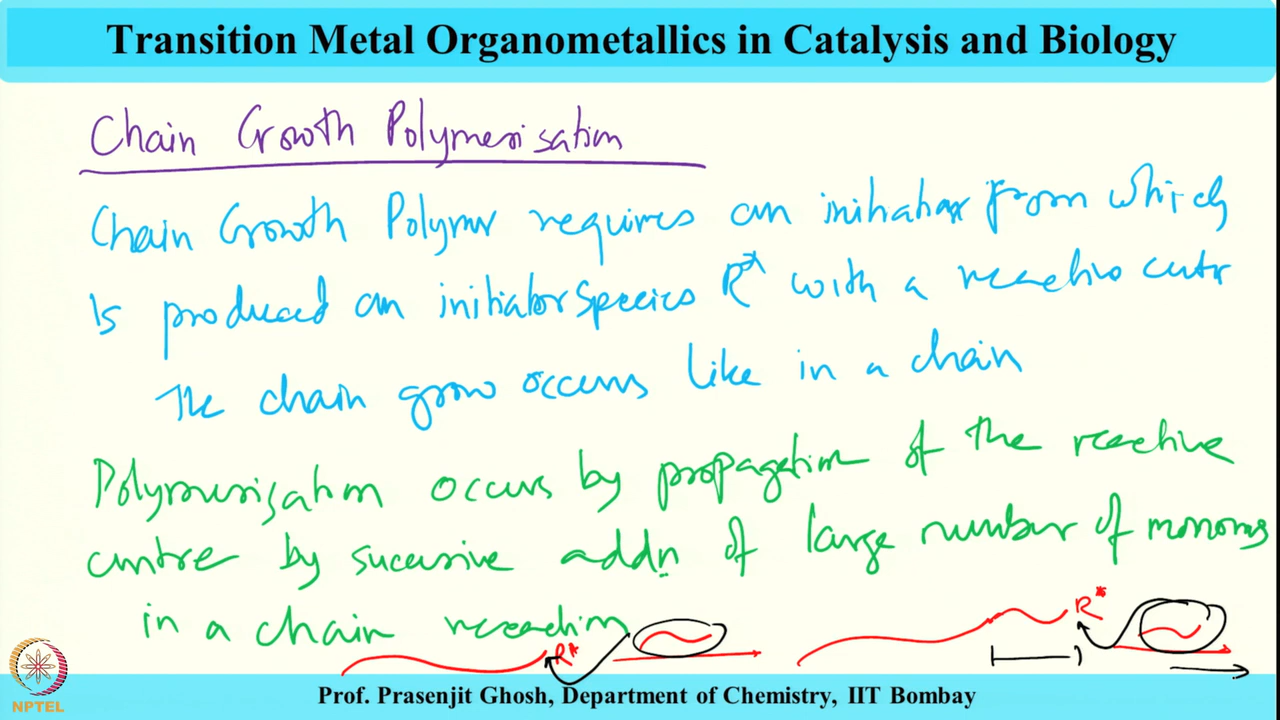 Transition Metal Organometallics in Catalysis and Biology
Chain Growth Polymerisation
Chain Growth Polymer requires an initiator from which
is produced an initiator species R* with a reactive centr
The chain grow occurs like in a chain
Polymerisation occurs by propagation of the reactive
centre by sucessive addn of large number of monoms
in a chain reaction
R* R*
NPTEL
Prof. Prasenjit Ghosh, Department of Chemistry, IIT Bombay